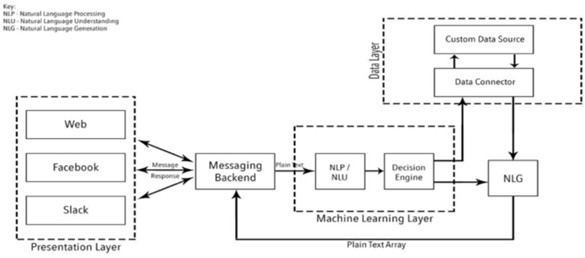 Key:
NLP - Natural Language Processing
NLU - Natural Language Understanding
NLG - Natural Language Generation
Custom Data Source
Data Layer
Data Connector
Web
Facebook
Slack
Message
Response
Messaging
Backend
Plain Text
NLP /
NLU
Decision
Engine
NLG
Machine Learning Layer
Presentation Layer
Plain Text Array